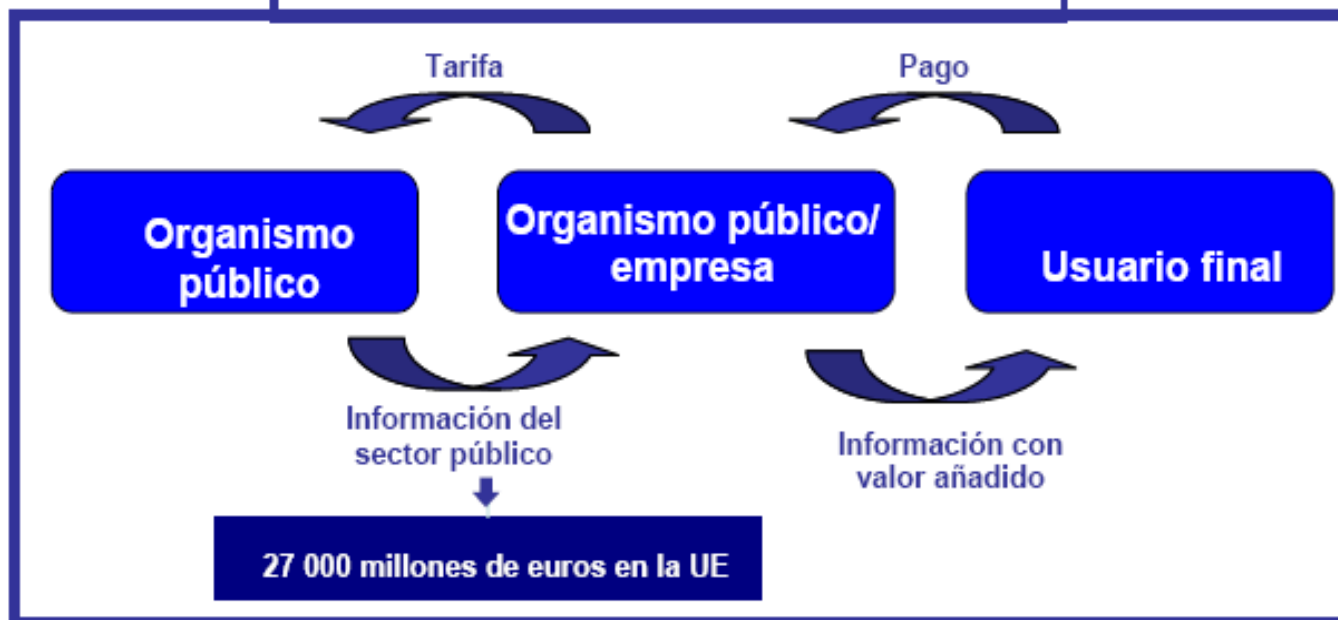 Tarifa
Pago
Organismo
público
Organismo público/
empresa
Usuario final
Información del
sector público
Información con
valor añadido
27 000 millones de euros en la UE